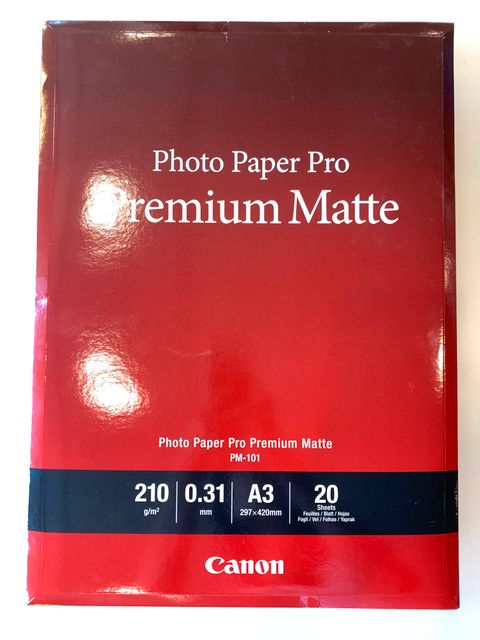 Photo Paper Pro
Premium Matte
Photo Paper Pro Premium Matte
PM-101
210 g/m²
0.31 mm
A3 297×420mm
20 Sheets
Feuilles / Blatt / Hojas
Fogli / Vel / Folhas / Yaprak
Canon